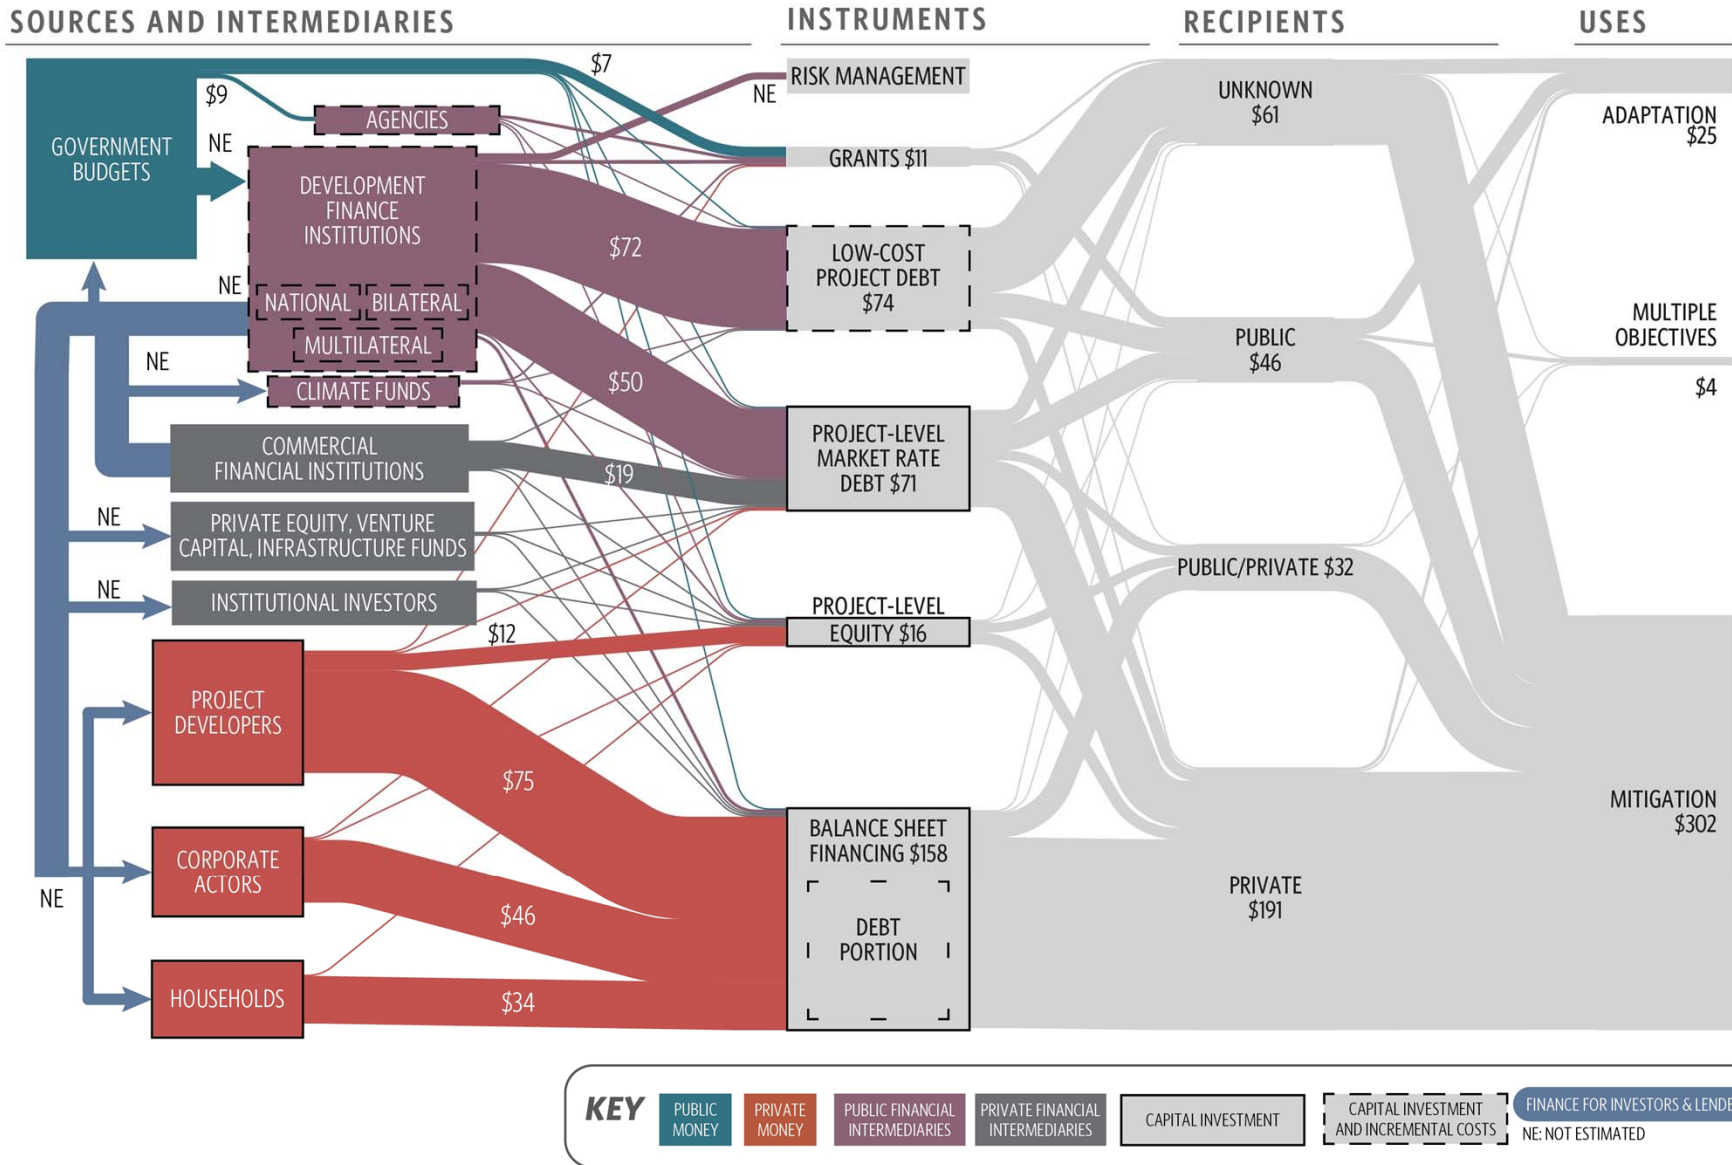 SOURCES AND INTERMEDIARIES
INSTRUMENTS
RECIPIENTS
USES
GOVERNMENT
BUDGETS
$9
NE
AGENCIES
DEVELOPMENT
FINANCE
INSTITUTIONS
NATIONAL
BILATERAL
MULTILATERAL
NE
NE
CLIMATE FUNDS
COMMERCIAL
FINANCIAL INSTITUTIONS
NE
PRIVATE EQUITY, VENTURE
CAPITAL, INFRASTRUCTURE FUNDS
NE
INSTITUTIONAL INVESTORS
PROJECT
DEVELOPERS
CORPORATE
ACTORS
NE
HOUSEHOLDS
$7
NE
$72
$50
$19
$12
$75
$46
$34
RISK MANAGEMENT
GRANTS $11
LOW-COST
PROJECT DEBT
$74
PROJECT-LEVEL
MARKET RATE
DEBT $71
PROJECT-LEVEL
EQUITY $16
BALANCE SHEET
FINANCING $158
DEBT
PORTION
UNKNOWN
$61
PUBLIC
$46
PUBLIC/PRIVATE $32
PRIVATE
$191
ADAPTATION
$25
MULTIPLE
OBJECTIVES
$4
MITIGATION
$302
KEY
PUBLIC
MONEY
PRIVATE
MONEY
PUBLIC FINANCIAL
INTERMEDIARIES
PRIVATE FINANCIAL
INTERMEDIARIES
CAPITAL INVESTMENT
CAPITAL INVESTMENT
AND INCREMENTAL COSTS
FINANCE FOR INVESTORS & LENDE
NE: NOT ESTIMATED